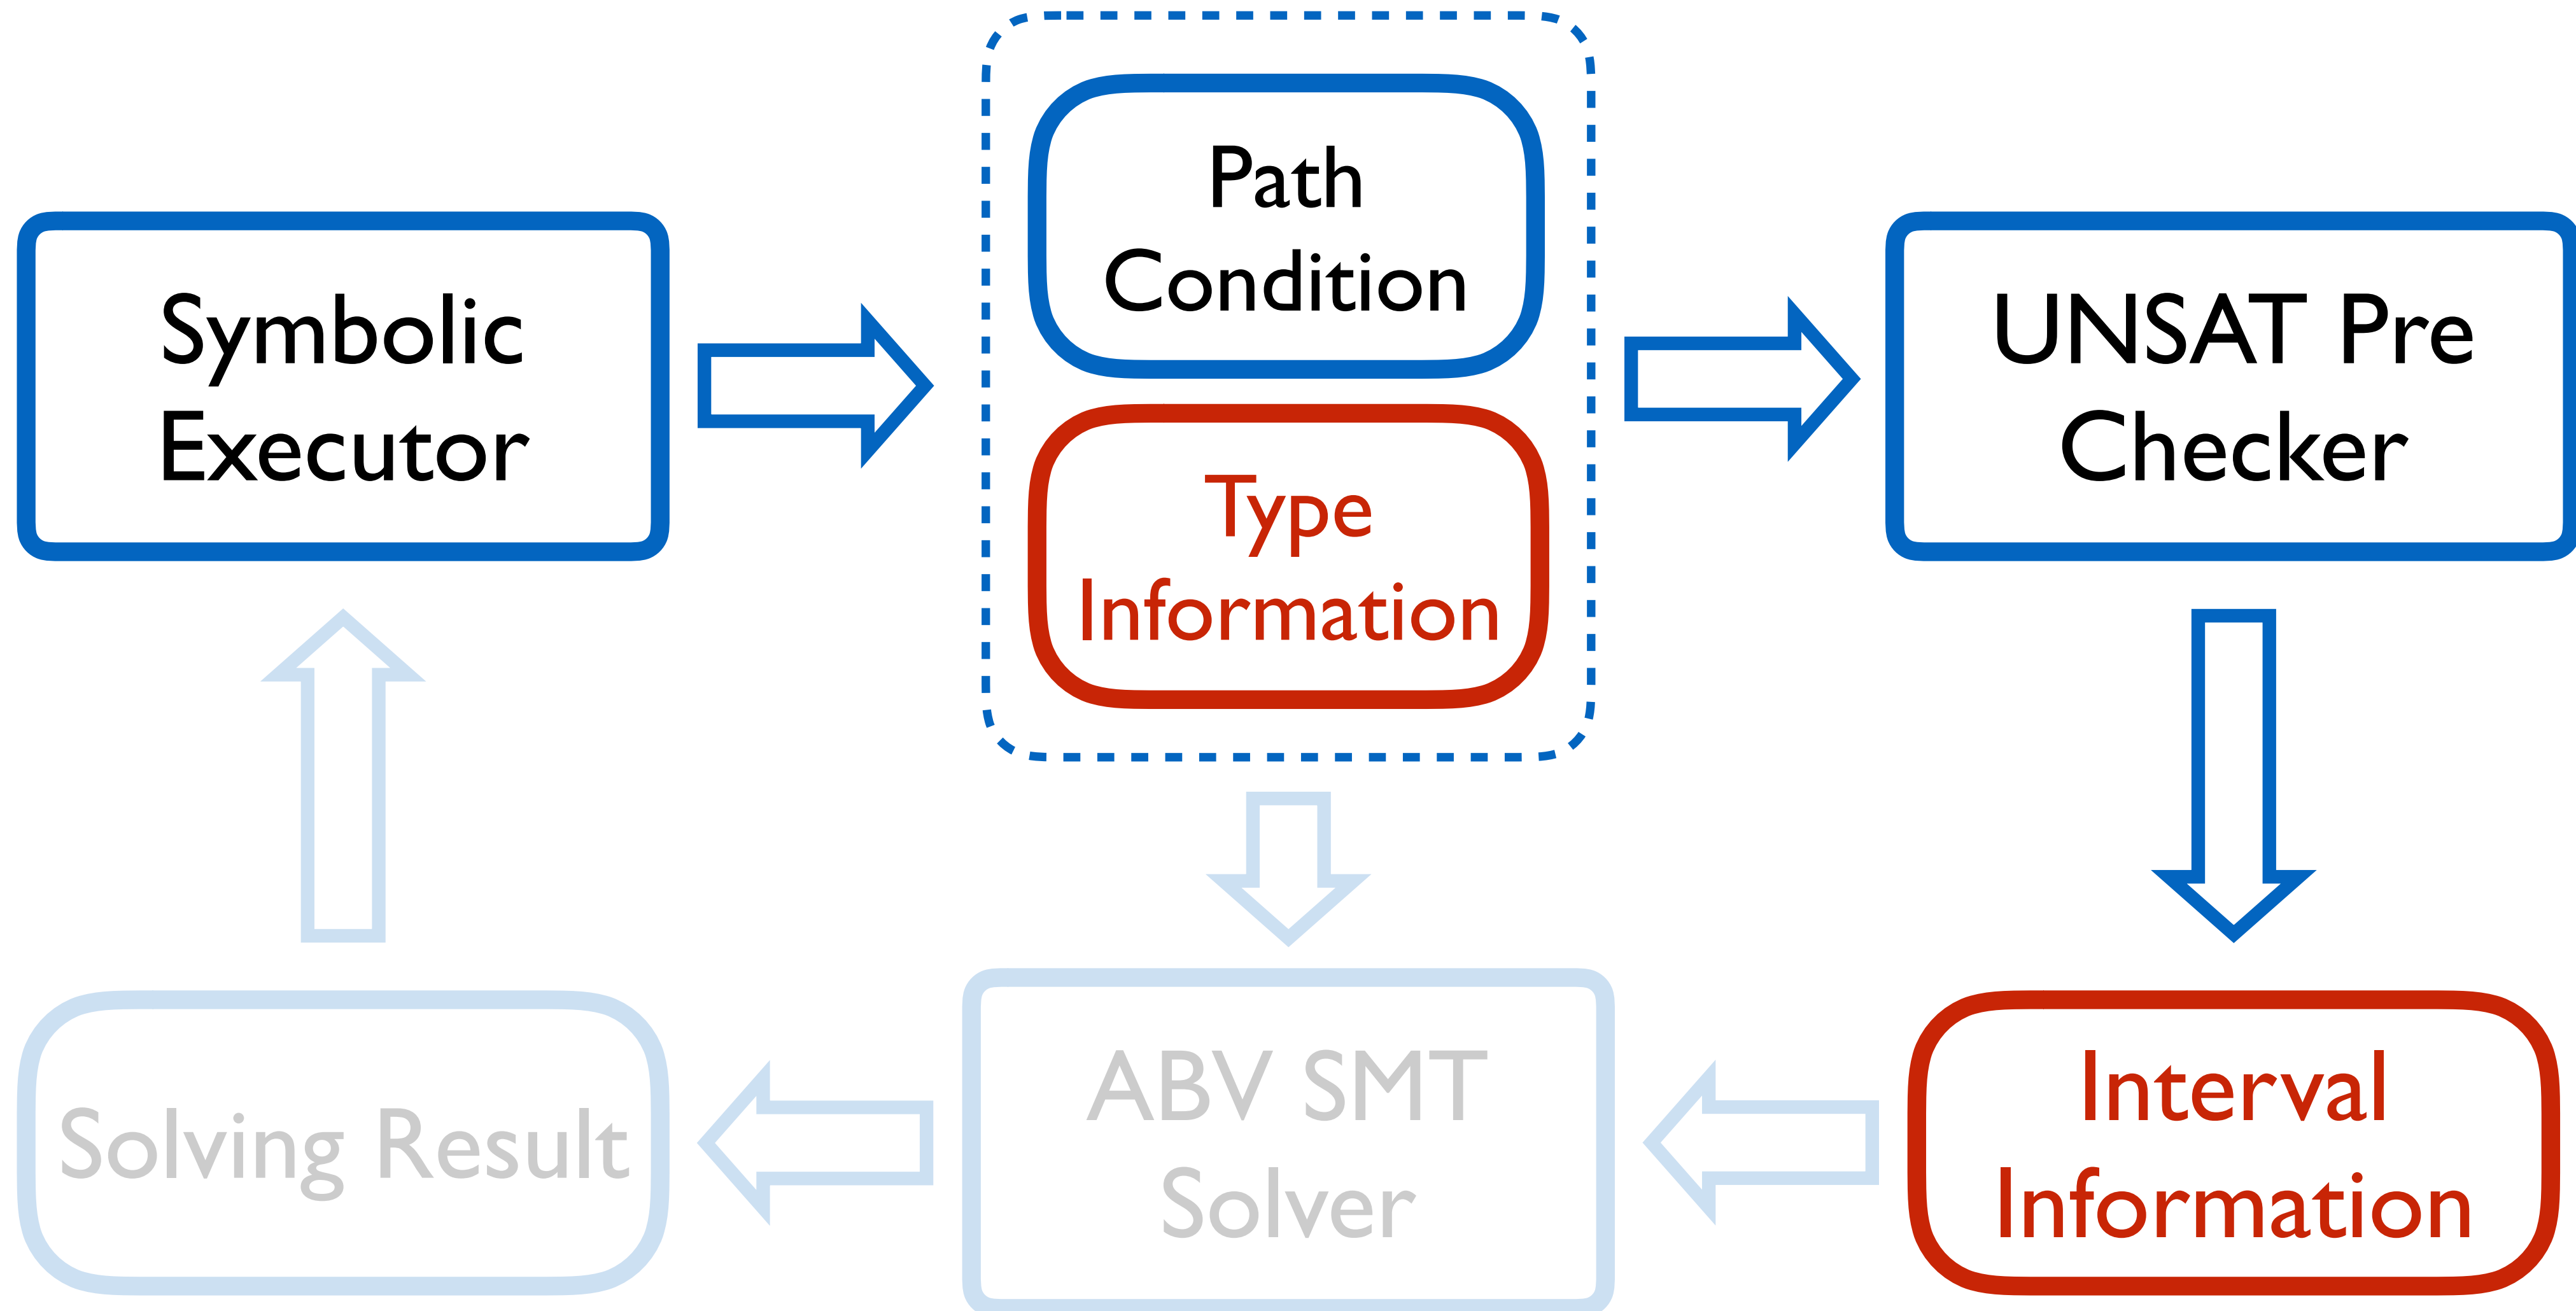 Symbolic
Executor
Path
Condition
Type
Information
UNSAT Pre
Checker
Solving Result
ABV SMT
Solver
Interval
Information